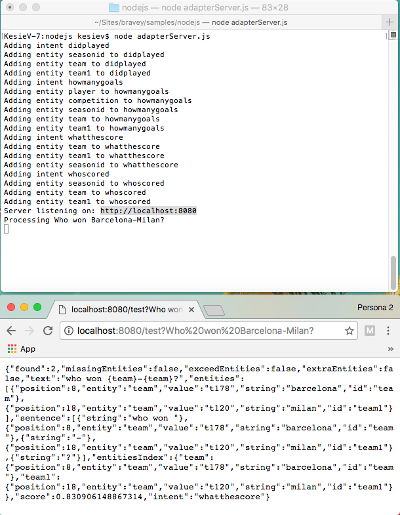 nodejs — node adapterServer.js — 83×28
~/Sites/bravey/samples/nodejs — node adapterServer.js
KesieV-7:nodejs kesiev$ node adapterServer.js
Adding intent didplayed
Adding entity seasonid to didplayed
Adding entity team to didplayed
Adding entity team1 to didplayed
Adding intent howmanygoals
Adding entity player to howmanygoals
Adding entity competition to howmanygoals
Adding entity seasonid to howmanygoals
Adding entity team to howmanygoals
Adding entity team1 to howmanygoals
Adding intent whatthescore
Adding entity team to whatthescore
Adding entity team1 to whatthescore
Adding entity seasonid to whatthescore
Adding intent whoscored
Adding entity seasonid to whoscored
Adding entity team to whoscored
Adding entity team1 to whoscored
Server listening on: http://localhost:8080
Processing Who won Barcelona-Milan?
localhost:8080/test?Who won
Persona 2
localhost:8080/test?Who%20won%20Barcelona-Milan?
App
{"found":2,"missingEntities":false,"exceedEntities":false,"extraEntities":fa
lse,"text":"who won {team}-{team}?","entities":
[{"position":8,"entity":"team","value":"t178","string":"barcelona","id":"tea
m"},
{"position":18,"entity":"team","value":"t120","string":"milan","id":"team1"}
],"sentence":[{"string":"who won "},
{"position":8,"entity":"team","value":"t178","string":"barcelona","id":"team
"},{"string":"-"},
{"position":18,"entity":"team","value":"t120","string":"milan","id":"team1"}
,{"string":"?"}],"entitiesIndex":{"team":
{"position":8,"entity":"team","value":"t178","string":"barcelona","id":"team
"},"team1":
{"position":18,"entity":"team","value":"t120","string":"milan","id":"team1"}
},"score":0.830906148867314,"intent":"whatthescore"}